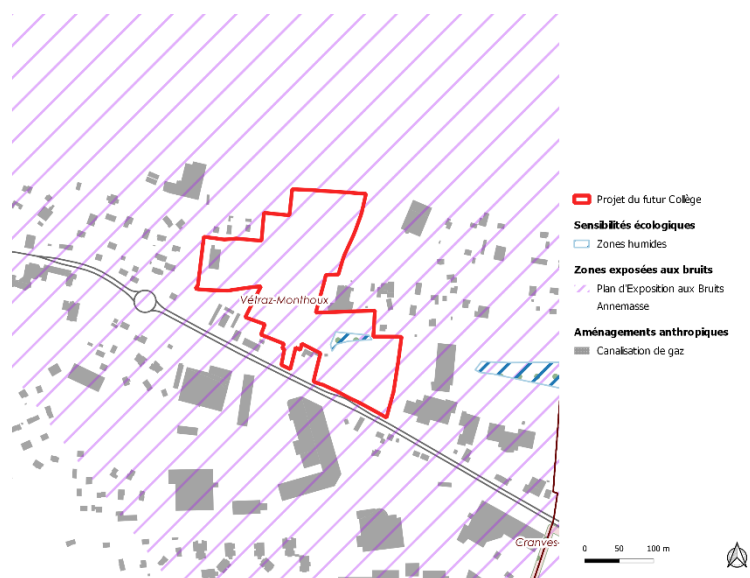 Projet du futur Collège
Sensibilités écologiques
Zones humides
Zones exposées aux bruits
Plan d'Exposition aux Bruits
Annemasse
Aménagements anthropiques
Canalisation de gaz
Vétraz-Monthoux
Cranves-
0 50 100 m